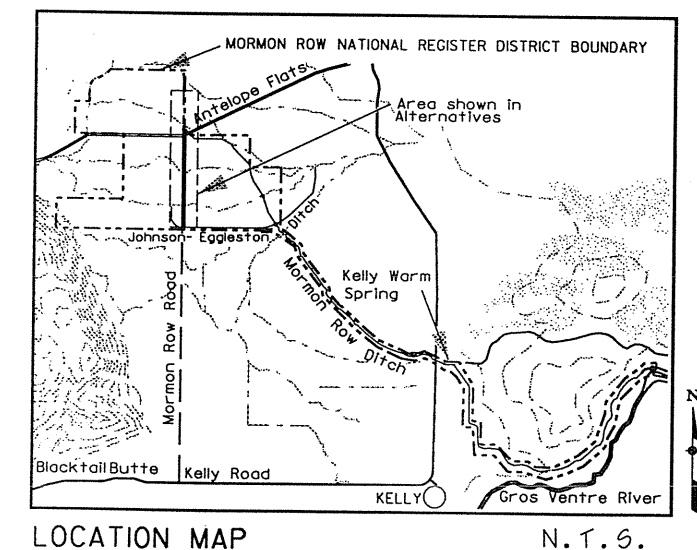 MORMON ROW NATIONAL REGISTER DISTRICT BOUNDARY
Antelope Flats
Area shown in
Alternatives
Ditch
Johnson-Eggleston
Kelly Warm
Spring
Mormon Row Ditch
Mormon Row Road
N
Blacktail Butte
Kelly Road
KELLY
Gros Ventre River
LOCATION MAP
N.T.S.